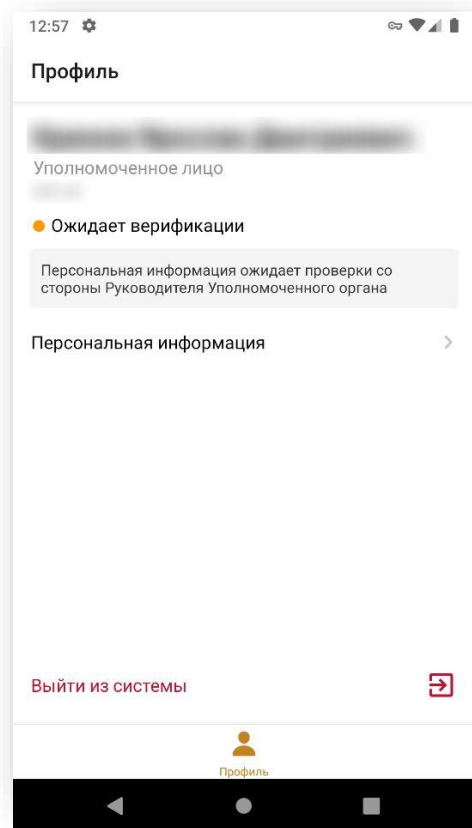 12:57
Профиль
Уполномоченное лицо
Ожидает верификации
Персональная информация ожидает проверки со
стороны Руководителя Уполномоченного органа
Персональная информация
Выйти из системы
Профиль